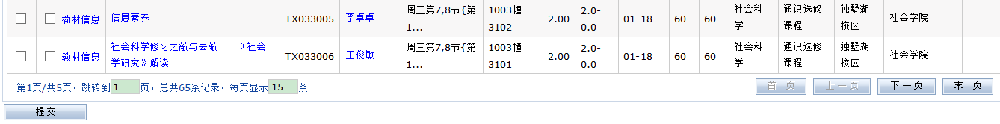 教材信息 信息素养 TX033005 李卓卓 周三第7,8节{第1... 1003幢3102 2.00 2.0-0.0 01-18 60 60 社会科学 通识选修课程 独墅湖校区 社会学院
教材信息 社会科学修习之蔽与去蔽——《社会学研究》解读 TX033006 王俊敏 周三第7,8节{第1... 1003幢3101 2.00 2.0-0.0 01-18 60 60 社会科学 通识选修课程 独墅湖校区 社会学院
第1页/共5页，跳转到 1 页，总共65条记录，每页显示 15 条 首 页 上一页 下一页 末 页
提交